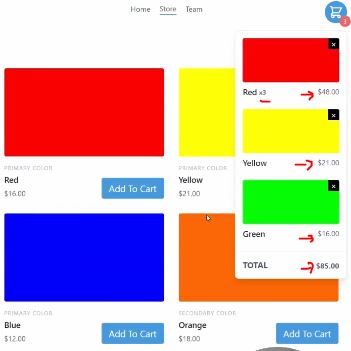 Home Store Team
3
×
Red x3 $48.00
×
Yellow $21.00
×
Green $16.00
TOTAL $85.00
PRIMARY COLOR
Red
$16.00
Add To Cart
PRIMARY COLOR
Yellow
$21.00
PRIMARY COLOR
Blue
$12.00
Add To Cart
SECONDARY COLOR
Orange
$18.00
Add To Cart